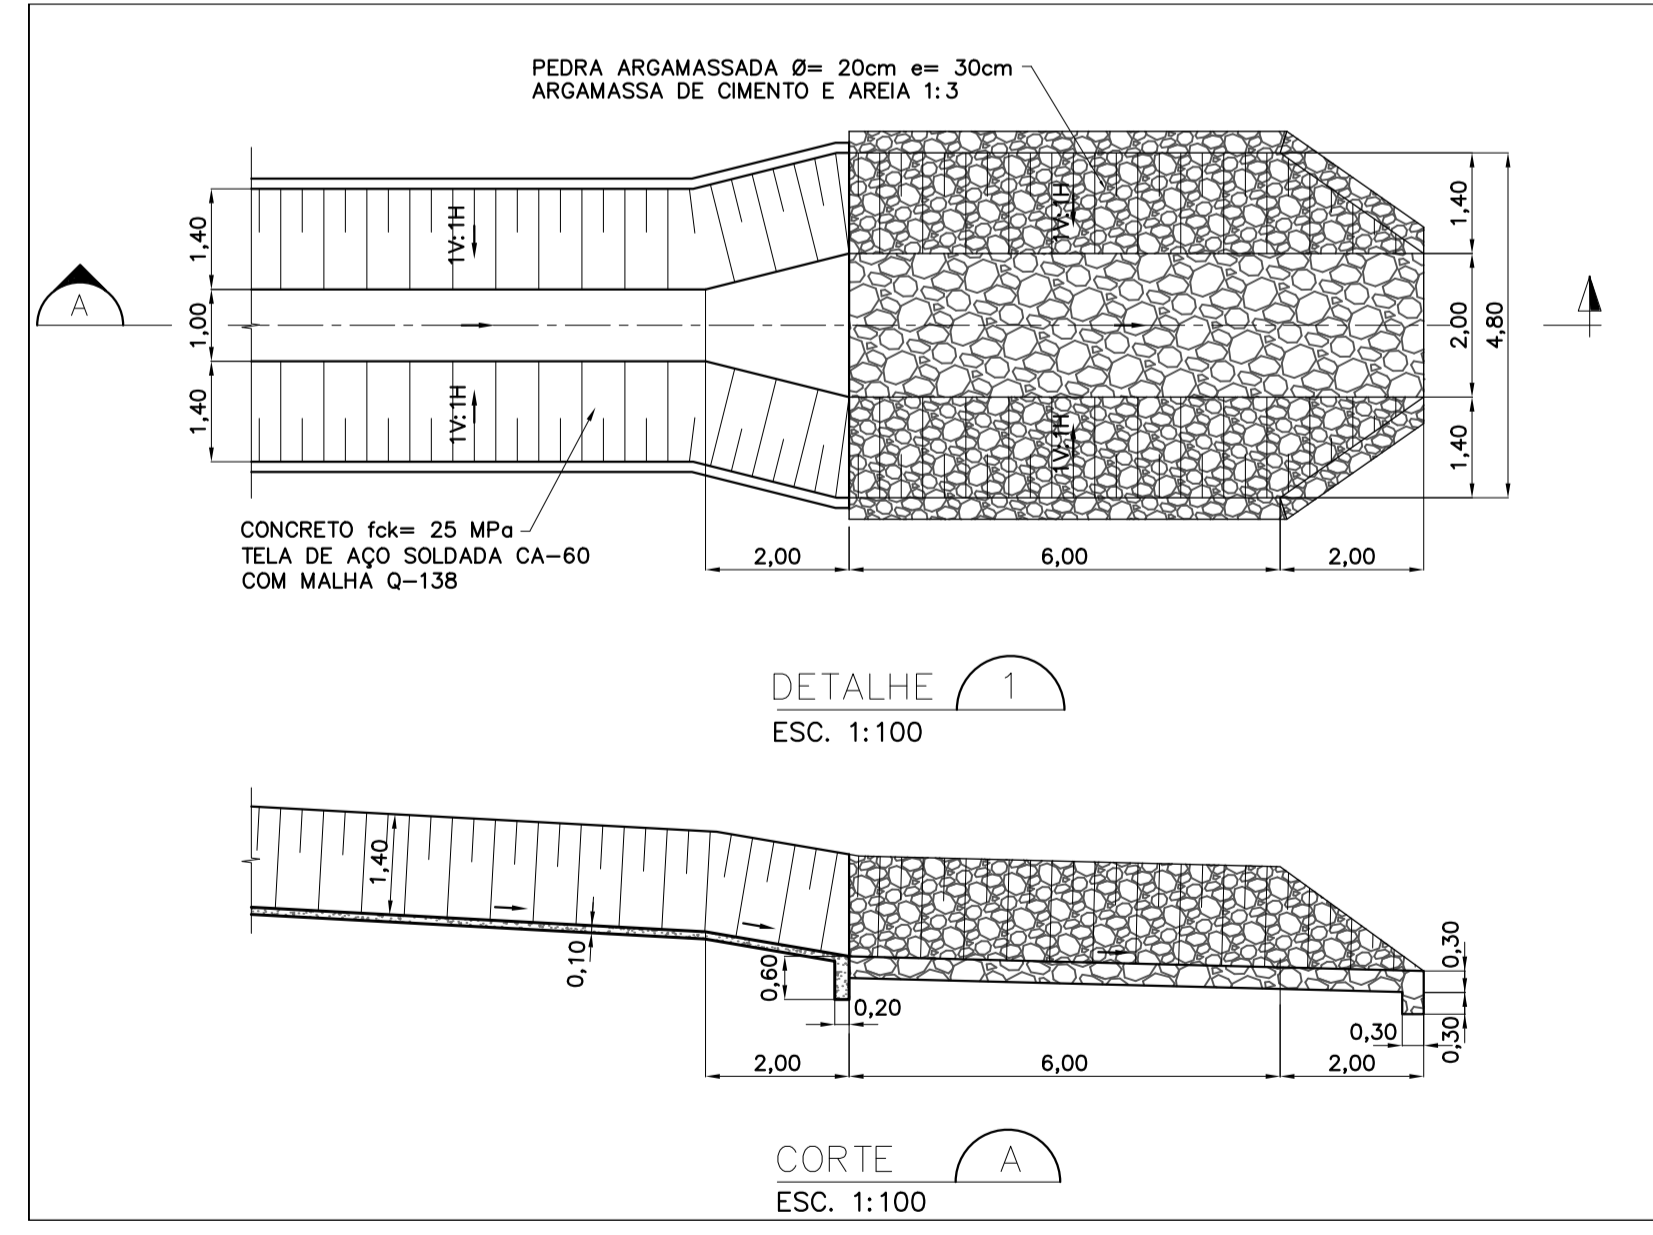 PEDRA ARGAMASSADA Ø= 20cm e= 30cm
ARGAMASSA DE CIMENTO E AREIA 1:3
1,40
1,00
1,40
A
1V:1H
1V:1H
1V:1H
1V:1H
1,40
2,00
1,40
4,80
CONCRETO fck= 25 MPa
TELA DE AÇO SOLDADA CA-60
COM MALHA Q-138
2,00
6,00
2,00
DETALHE 1
ESC. 1:100
1,40
0,10
0,60
0,20
0,30
0,30
0,30
2,00
6,00
2,00
CORTE A
ESC. 1:100